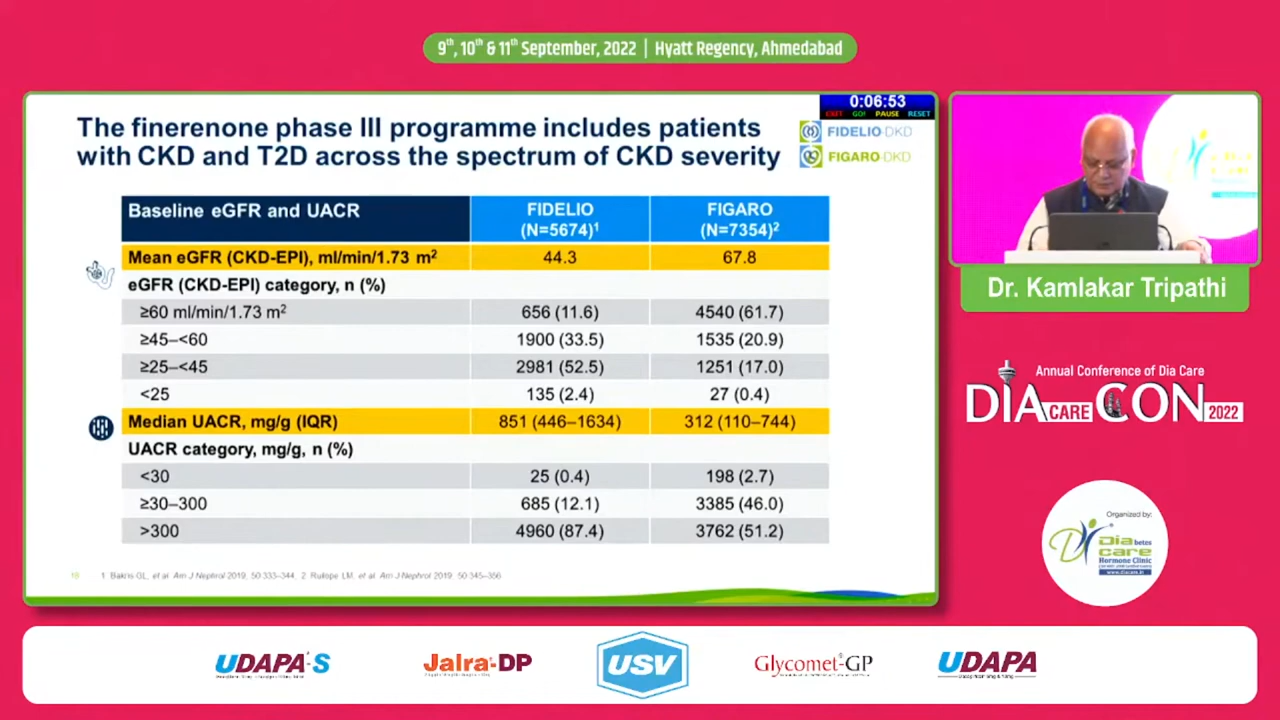 9th, 10th & 11th September, 2022 | Hyatt Regency, Ahmedabad
0:06:53
EXIT GO! PAUSE RESET
The finerenone phase III programme includes patients
with CKD and T2D across the spectrum of CKD severity
FIDELIO-DKD
FIGARO-DKD
Baseline eGFR and UACR FIDELIO (N=5674)1 FIGARO (N=7354)2
Mean eGFR (CKD-EPI), ml/min/1.73 m2 44.3 67.8
eGFR (CKD-EPI) category, n (%)
≥60 ml/min/1.73 m2 656 (11.6) 4540 (61.7)
≥45–<60 1900 (33.5) 1535 (20.9)
≥25–<45 2981 (52.5) 1251 (17.0)
<25 135 (2.4) 27 (0.4)
Median UACR, mg/g (IQR) 851 (446–1634) 312 (110–744)
UACR category, mg/g, n (%)
<30 25 (0.4) 198 (2.7)
≥30–300 685 (12.1) 3385 (46.0)
>300 4960 (87.4) 3762 (51.2)
1. Bakris GL, et al. Am J Nephrol 2019; 50:333–344; 2. Ruilope LM, et al. Am J Nephrol 2019; 50:345–356
Dr. Kamlakar Tripathi
Annual Conference of Dia Care
DIA CARE CON 2022
Organized by:
Diabetes
care
Hormone Clinic
www.diacare.in
UDAPA-S
Jalra-DP
USV
Glycomet-GP
UDAPA